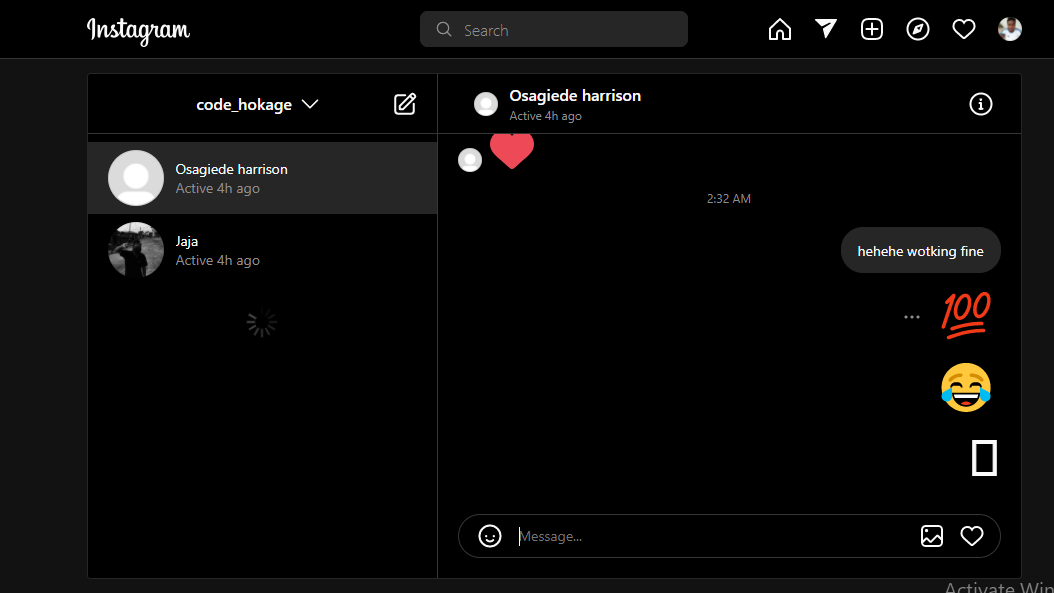 Instagram
Search
code_hokage
Osagiede harrison
Active 4h ago
Osagiede harrison
Active 4h ago
Jaja
Active 4h ago
2:32 AM
hehehe wotking fine
💯
😂
Message...
Activate Win